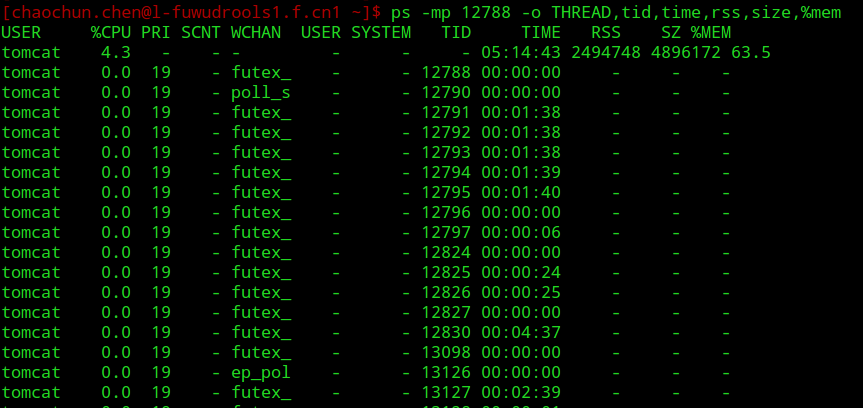 [chaochun.chen@l-fuwudrools1.f.cn1 ~]$ ps -mp 12788 -o THREAD,tid,time,rss,size,%mem
USER     %CPU PRI SCNT WCHAN  USER SYSTEM   TID     TIME   RSS    SZ %MEM
tomcat    4.3   -    - -         -      -     - 05:14:43 2494748 4896172 63.5
tomcat    0.0  19    - futex_    -      - 12788 00:00:00     -     -    -
tomcat    0.0  19    - poll_s    -      - 12790 00:00:00     -     -    -
tomcat    0.0  19    - futex_    -      - 12791 00:01:38     -     -    -
tomcat    0.0  19    - futex_    -      - 12792 00:01:38     -     -    -
tomcat    0.0  19    - futex_    -      - 12793 00:01:38     -     -    -
tomcat    0.0  19    - futex_    -      - 12794 00:01:39     -     -    -
tomcat    0.0  19    - futex_    -      - 12795 00:01:40     -     -    -
tomcat    0.0  19    - futex_    -      - 12796 00:00:00     -     -    -
tomcat    0.0  19    - futex_    -      - 12797 00:00:06     -     -    -
tomcat    0.0  19    - futex_    -      - 12824 00:00:00     -     -    -
tomcat    0.0  19    - futex_    -      - 12825 00:00:24     -     -    -
tomcat    0.0  19    - futex_    -      - 12826 00:00:25     -     -    -
tomcat    0.0  19    - futex_    -      - 12827 00:00:00     -     -    -
tomcat    0.0  19    - futex_    -      - 12830 00:04:37     -     -    -
tomcat    0.0  19    - futex_    -      - 13098 00:00:00     -     -    -
tomcat    0.0  19    - ep_pol    -      - 13126 00:00:00     -     -    -
tomcat    0.0  19    - futex_    -      - 13127 00:02:39     -     -    -